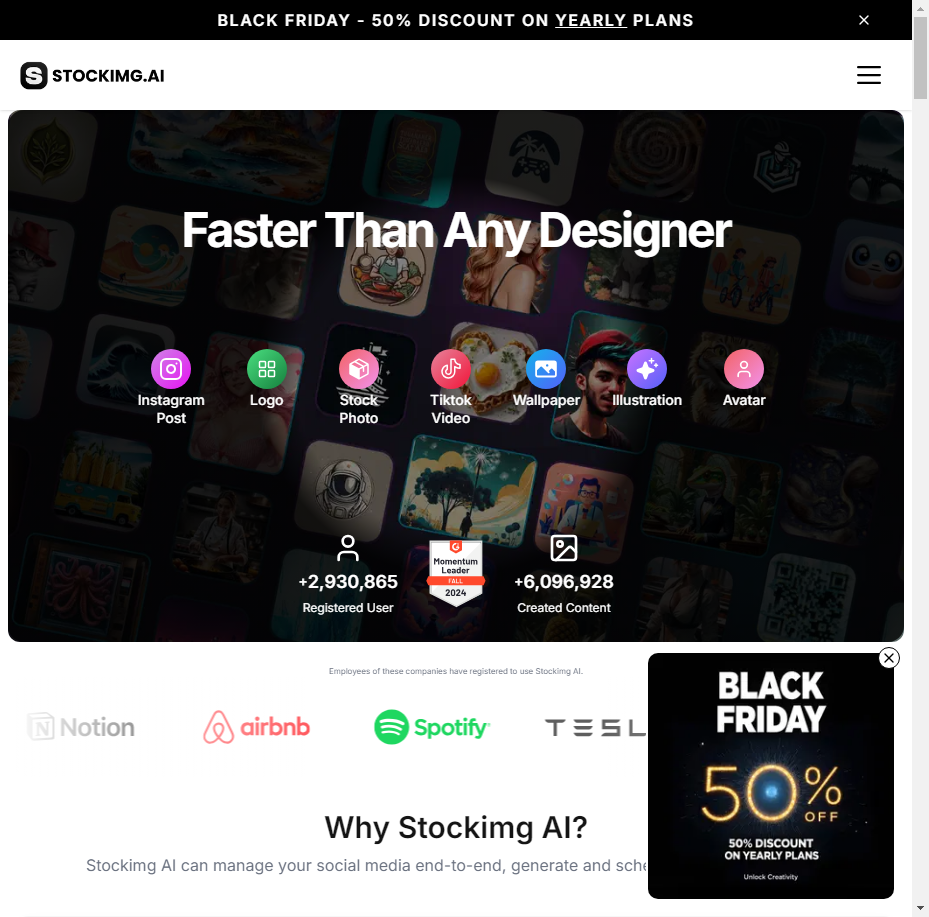 BLACK FRIDAY - 50% DISCOUNT ON YEARLY PLANS
STOCKIMG.AI
Faster Than Any Designer
Instagram Post
Logo
Stock Photo
Tiktok Video
Wallpaper
Illustration
Avatar
+2,930,865
Registered User
Momentum
Leader
FALL
2024
+6,096,928
Created Content
Employees of these companies have registered to use Stockimg AI.
Notion
airbnb
Spotify
TESL
BLACK
FRIDAY
50%
OFF
50% DISCOUNT
ON YEARLY PLANS
Unlock Creativity
Why Stockimg AI?
Stockimg AI can manage your social media end-to-end, generate and sche